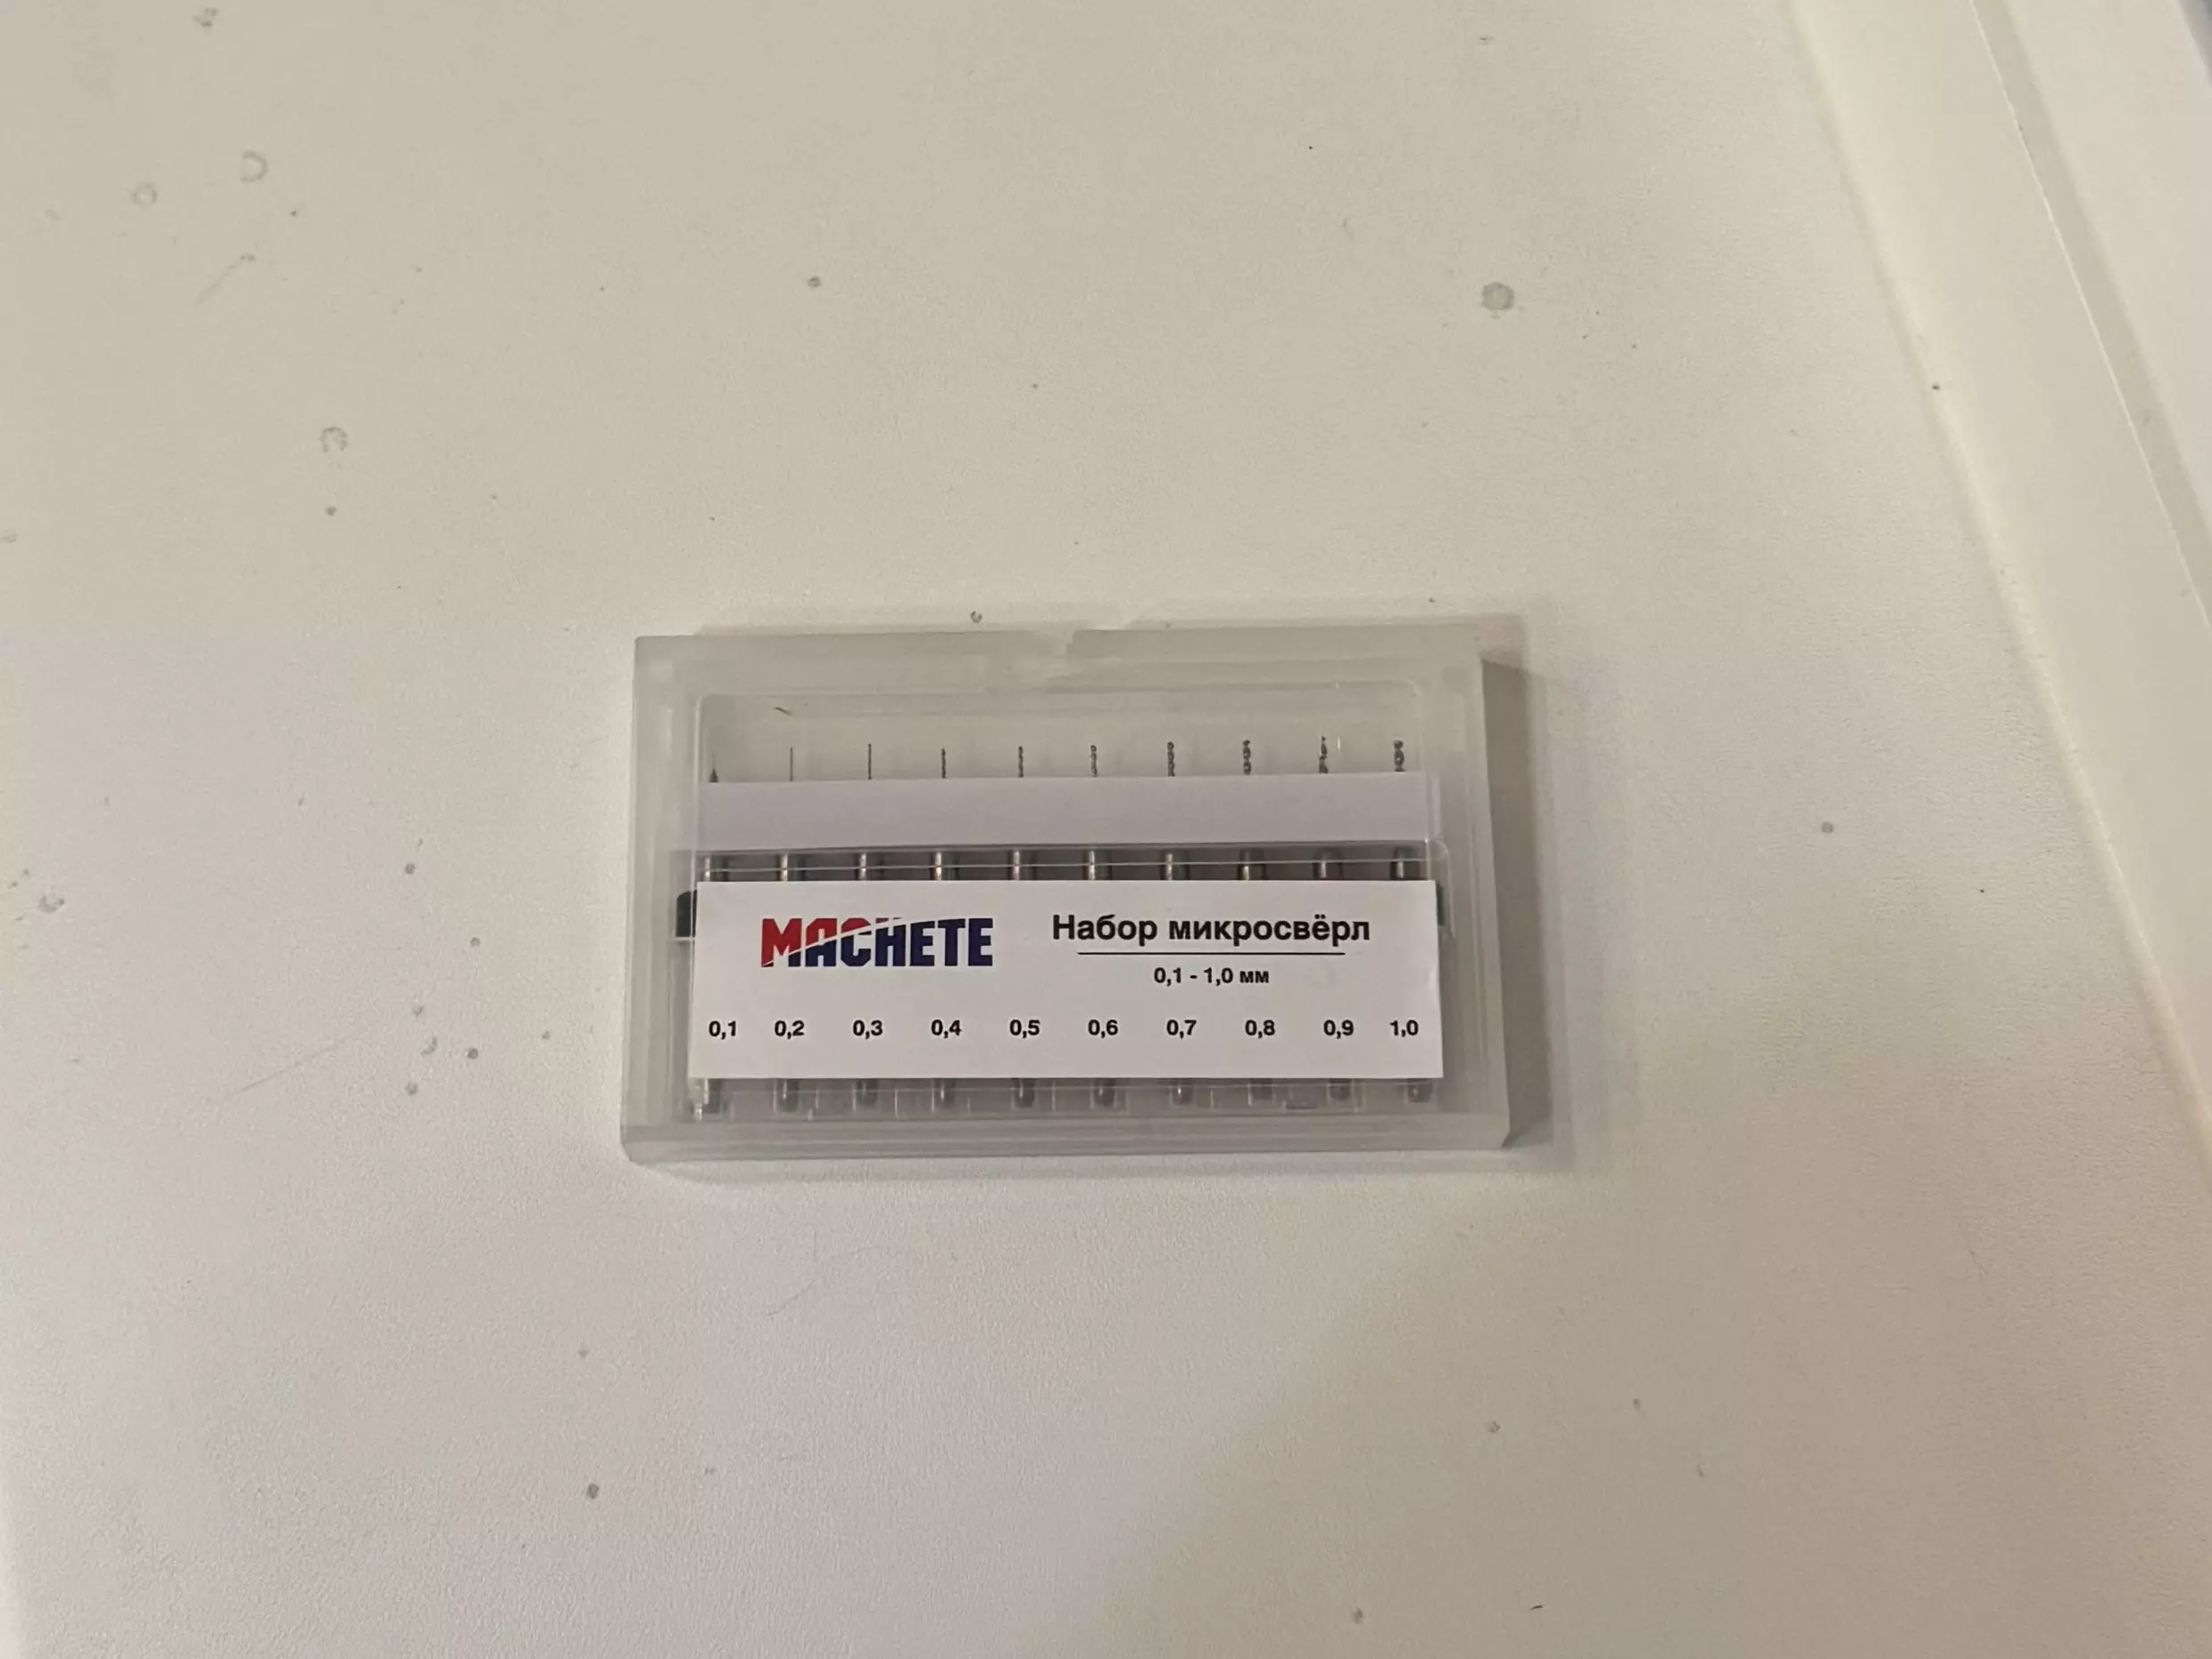 MACHETE
Набор микросвёрл
0,1 - 1,0 мм
0,1 0,2 0,3 0,4 0,5 0,6 0,7 0,8 0,9 1,0